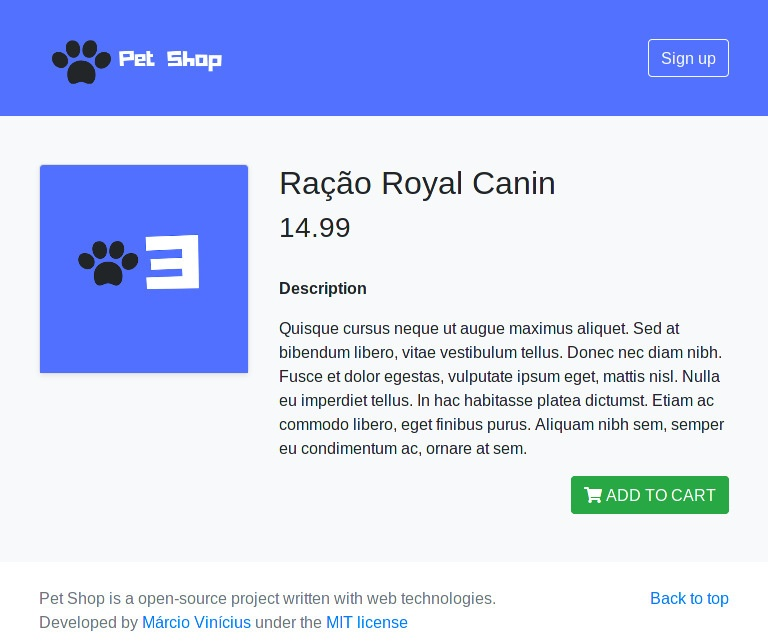 Pet Shop
Sign up
3
Ração Royal Canin
14.99
Description
Quisque cursus neque ut augue maximus aliquet. Sed at
bibendum libero, vitae vestibulum tellus. Donec nec diam nibh.
Fusce et dolor egestas, vulputate ipsum eget, mattis nisl. Nulla
eu imperdiet tellus. In hac habitasse platea dictumst. Etiam ac
commodo libero, eget finibus purus. Aliquam nibh sem, semper
eu condimentum ac, ornare at sem.
ADD TO CART
Pet Shop is a open-source project written with web technologies.
Back to top
Developed by Márcio Vinícius under the MIT license